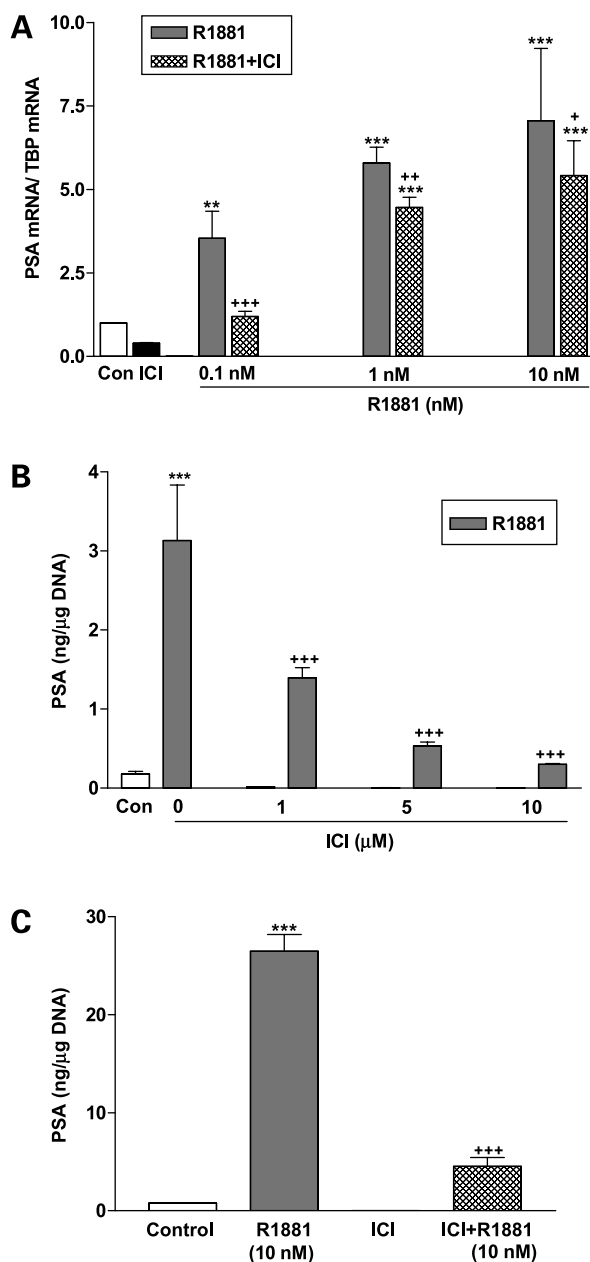 A
10.0
R1881
R1881+ICI
***
***
+
***
7.5
***
++
***
5.0
**
+++
2.5
0.0
PSA mRNA/ TBP mRNA
Con ICI 0.1 nM 1 nM 10 nM
R1881 (nM)
B
4
***
R1881
3
PSA (ng/μg DNA)
2
+++
1
+++
+++
0
Con 0 1 5 10
ICI (μM)
C
30
***
20
PSA (ng/μg DNA)
10
+++
0
Control R1881 ICI ICI+R1881
(10 nM) (10 nM)